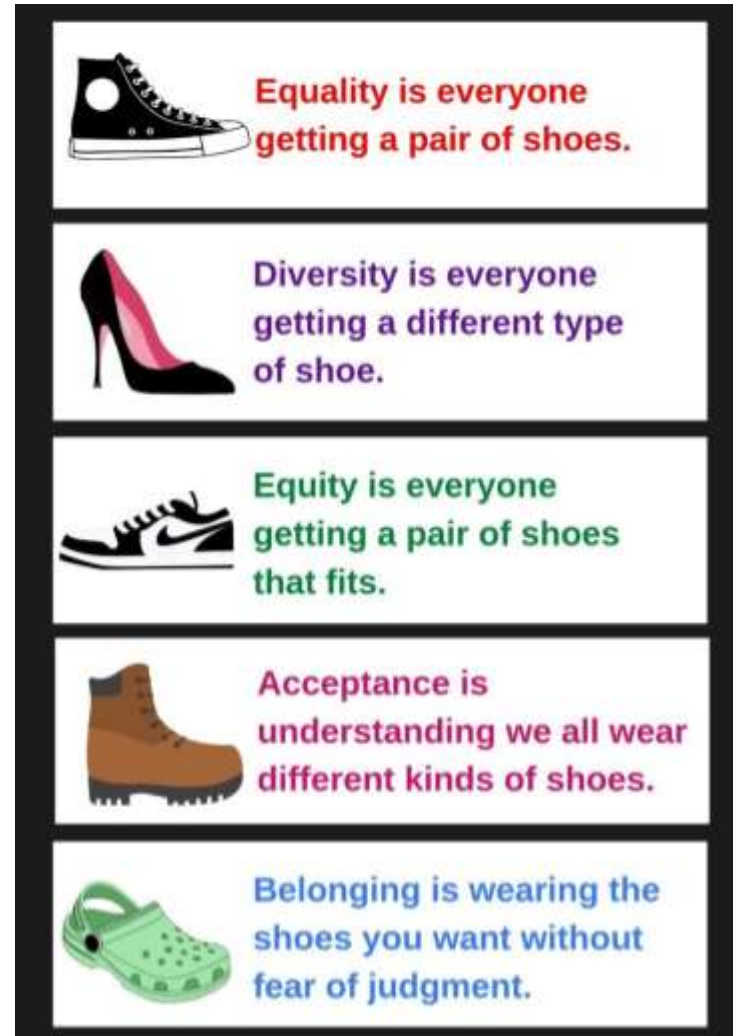 Equality is everyone
getting a pair of shoes.
Diversity is everyone
getting a different type
of shoe.
Equity is everyone
getting a pair of shoes
that fits.
Acceptance is
understanding we all wear
different kinds of shoes.
Belonging is wearing the
shoes you want without
fear of judgment.